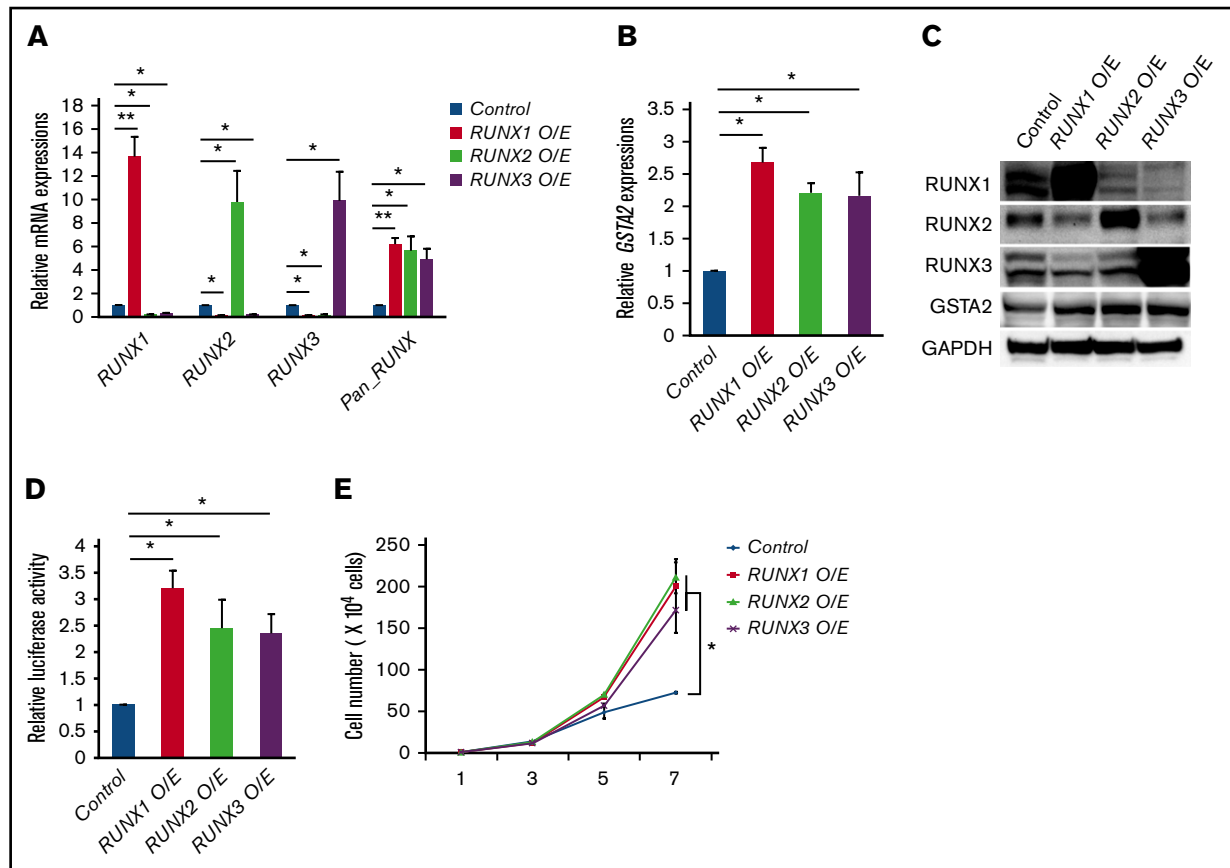 A
Relative mRNA expressions
18
16
14
12
10
8
6
4
2
0
*
*
**
*
*
*
*
*
*
*
*
**
RUNX1
RUNX2
RUNX3
Pan_RUNX
Control
RUNX1 O/E
RUNX2 O/E
RUNX3 O/E
B
Relative GSTA2 expressions
3.5
3
2.5
2
1.5
1
0.5
0
*
*
*
Control
RUNX1 O/E
RUNX2 O/E
RUNX3 O/E
C
Control
RUNX1 O/E
RUNX2 O/E
RUNX3 O/E
RUNX1
RUNX2
RUNX3
GSTA2
GAPDH
D
Relative luciferase activity
4
3.5
3
2.5
2
1.5
1
0.5
0
*
*
*
Control
RUNX1 O/E
RUNX2 O/E
RUNX3 O/E
E
Cell number ( X 10⁴ cells)
250
200
150
100
50
0
1 3 5 7
*
Control
RUNX1 O/E
RUNX2 O/E
RUNX3 O/E